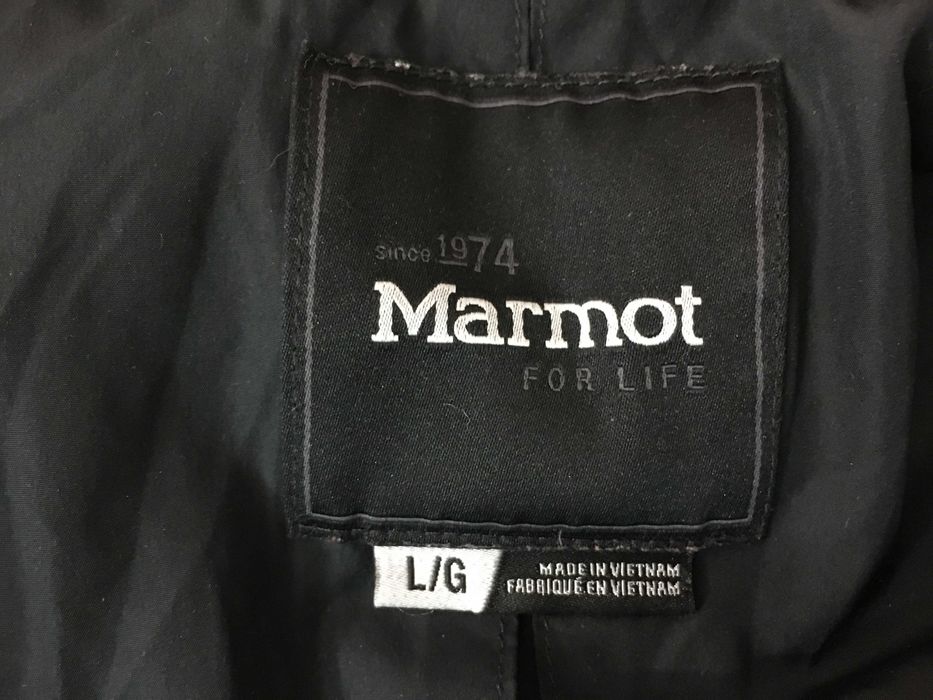 since 1974
Marmot
FOR LIFE
L/G
MADE IN VIETNAM
FABRIQUÉ EN VIETNAM